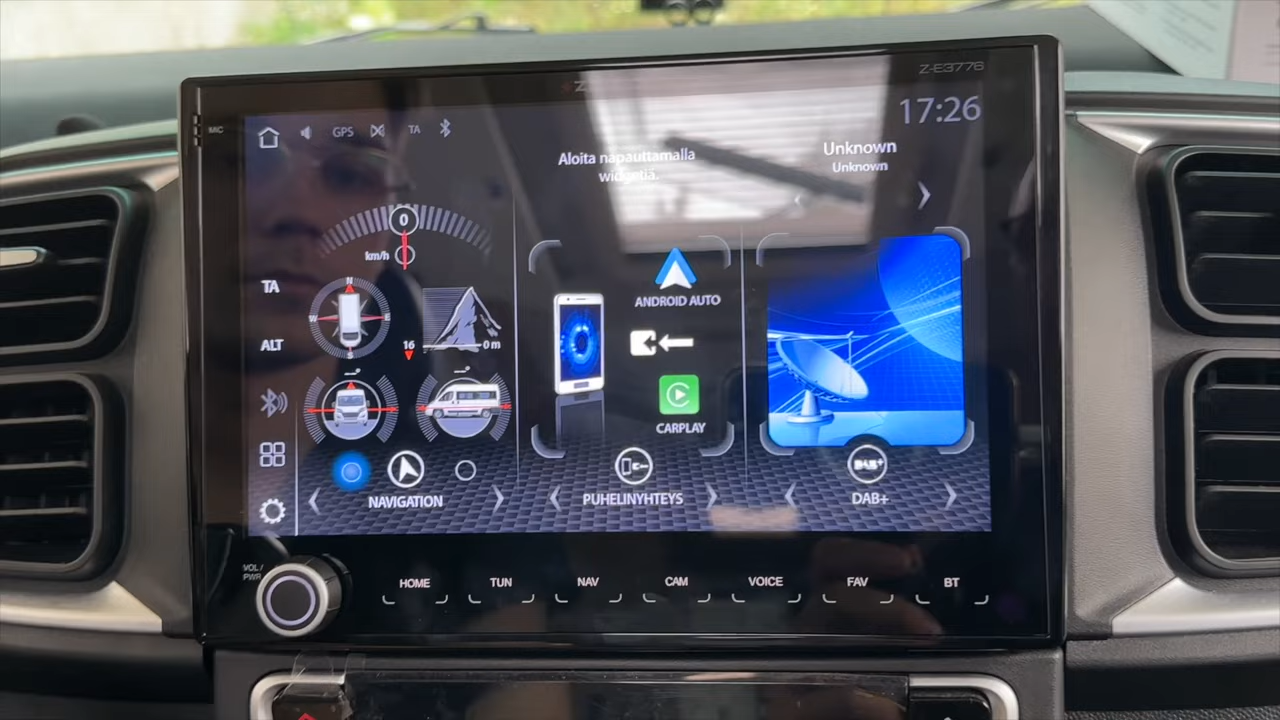 Z-E3776
MIC
GPS
TA
17:26
Aloita napauttamalla
widgetiä.
Unknown
Unknown
0
km/h
TA
N
W
E
S
ANDROID AUTO
ALT
16
0 m
CARPLAY
NAVIGATION
PUHELINYHTEYS
DAB+
DAB+
VOL/
PWR
HOME
TUN
NAV
CAM
VOICE
FAV
BT